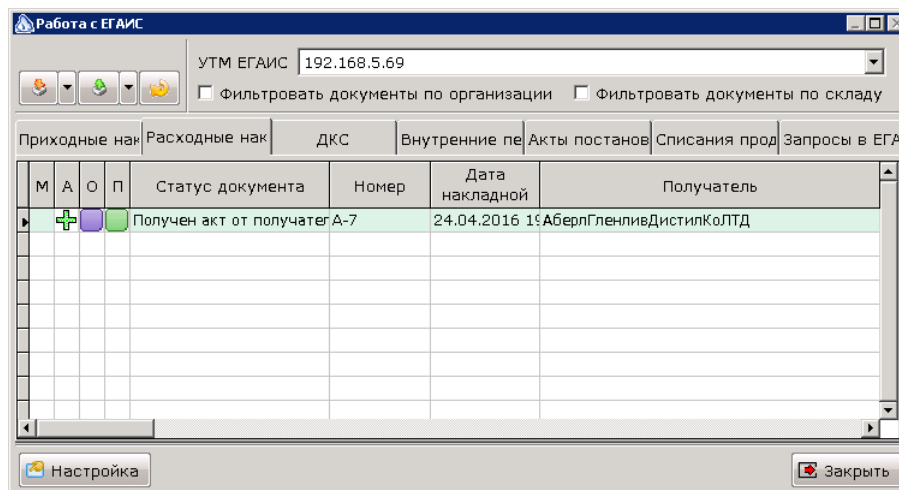 Работа с ЕГАИС
УТМ ЕГАИС 192.168.5.69
Фильтровать документы по организации Фильтровать документы по складу
Приходные нак Расходные нак ДКС Внутренние пе Акты постанов Списания прод Запросы в ЕГА
М А О П Статус документа Номер Дата накладной Получатель
Получен акт от получател А-7 24.04.2016 19 АберлГленливДистилКоЛТД
Настройка Закрыть